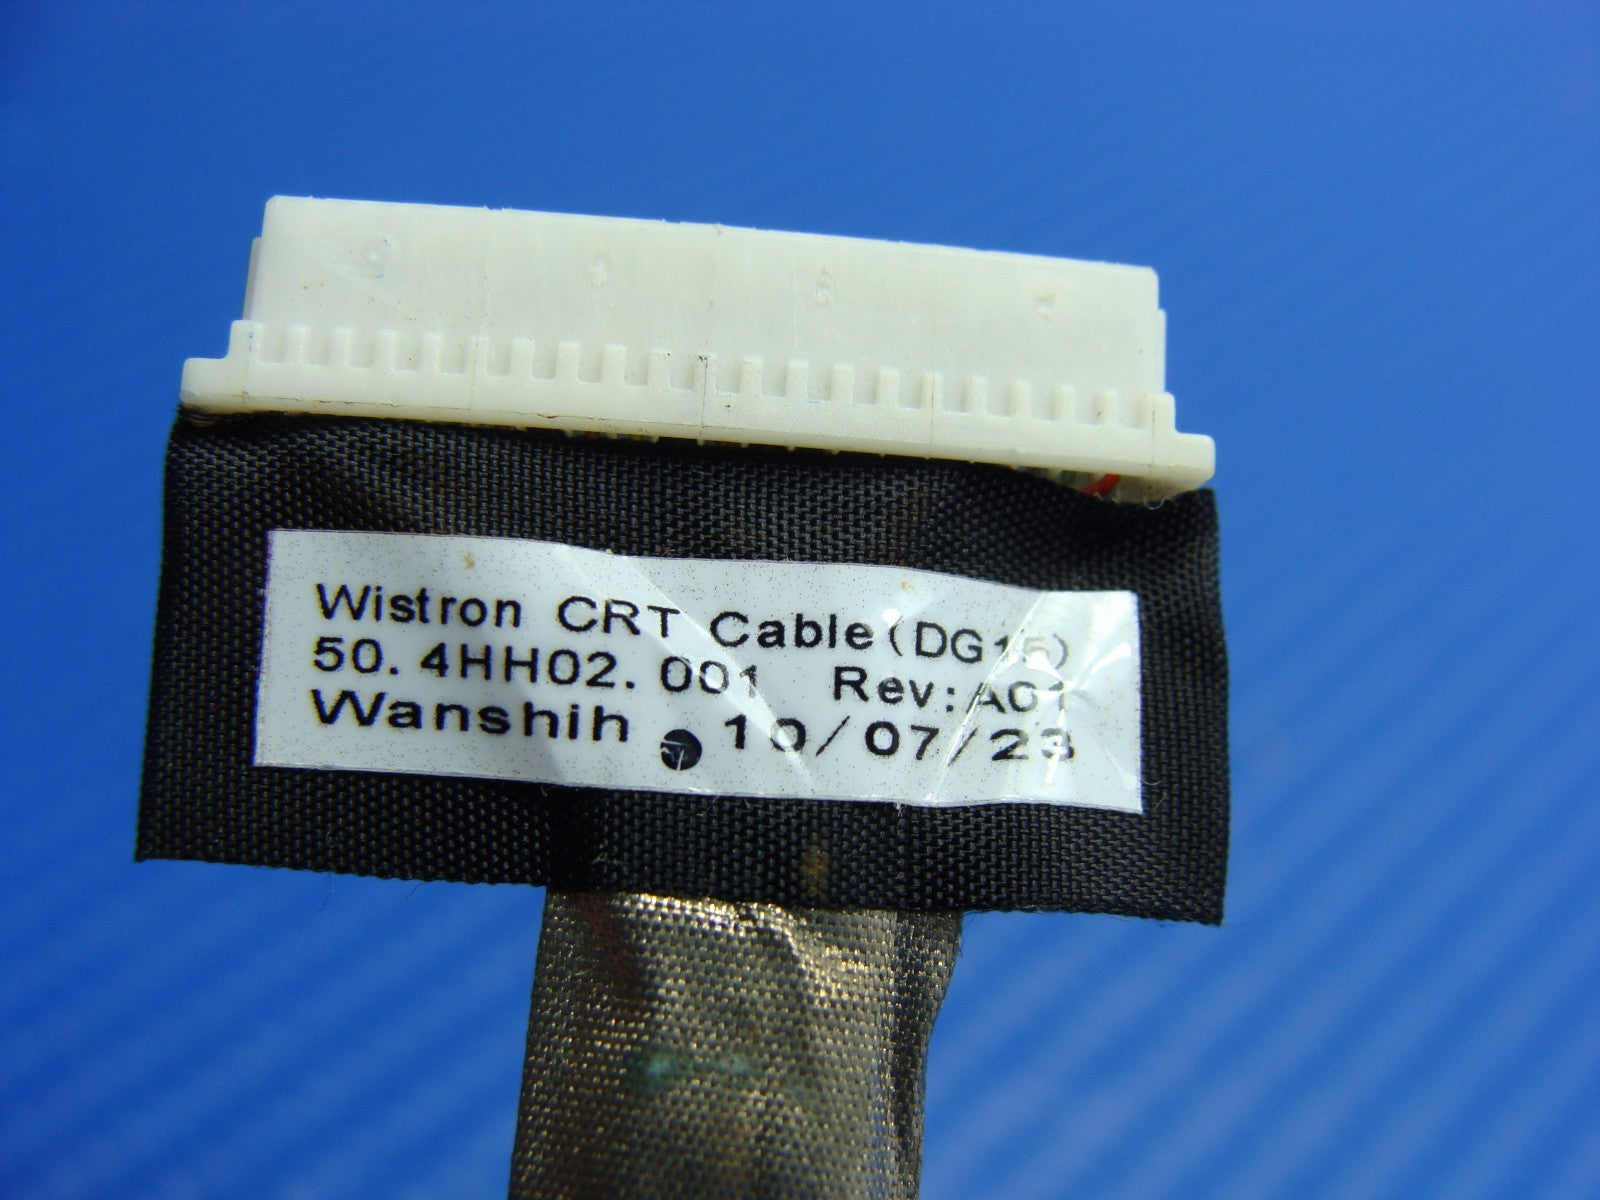 Wistron CRT Cable(DG15)
50.4HH02.001 Rev:A01
Wanshih 10/07/23